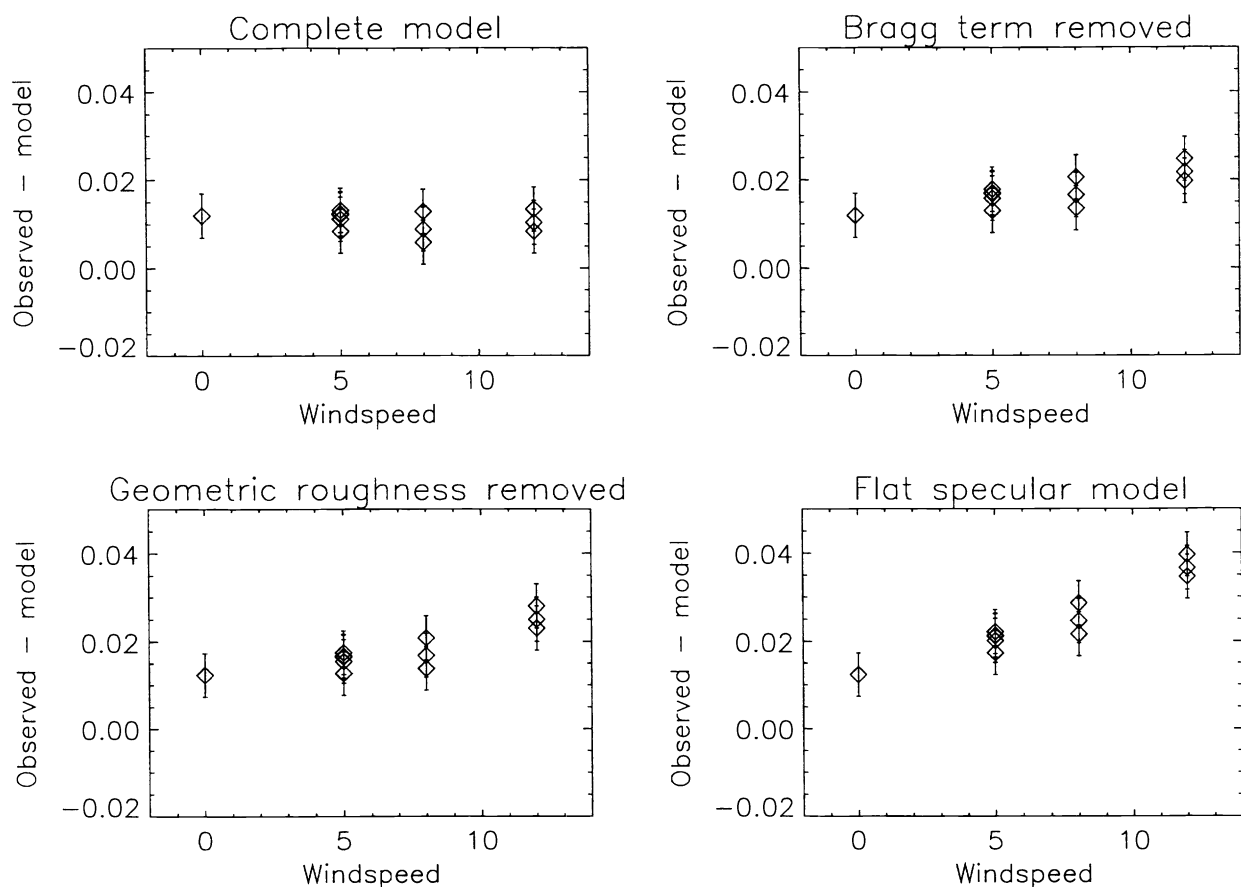 Complete model
Observed − model
0.04
0.02
0.00
−0.02
0 5 10
Windspeed
Bragg term removed
Observed − model
0.04
0.02
0.00
−0.02
0 5 10
Windspeed
Geometric roughness removed
Observed − model
0.04
0.02
0.00
−0.02
0 5 10
Windspeed
Flat specular model
Observed − model
0.04
0.02
0.00
−0.02
0 5 10
Windspeed